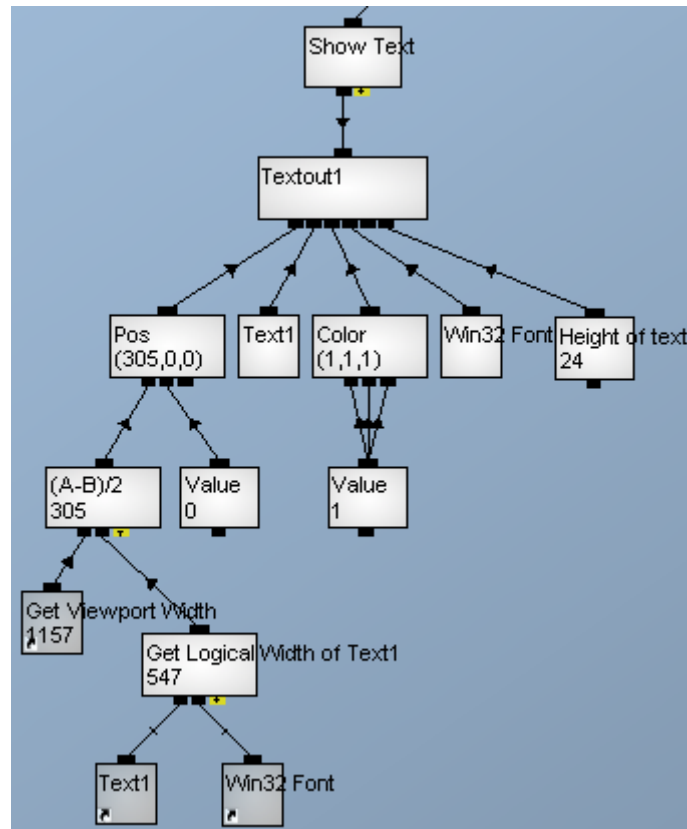 Show Text
Textout1
Pos
(305,0,0)
Text1
Color
(1,1,1)
Win32 Font
Height of text
24
(A-B)/2
305
Value
0
Value
1
Get Viewport Width
1157
Get Logical Width of Text1
547
Text1
Win32 Font